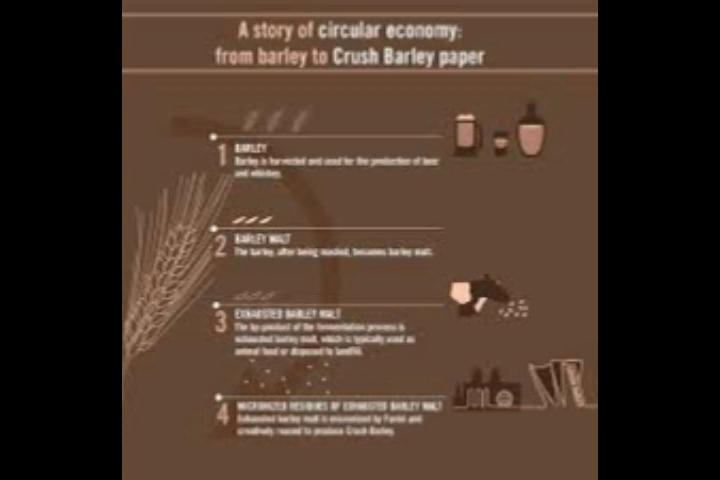 A story of circular economy:
from barley to Crush Barley paper
1
BARLEY
Barley is harvested and used for the production of beer
and whiskey.
2
BARLEY MALT
The barley, after being mashed, becomes barley malt.
3
EXHAUSTED BARLEY MALT
The by-product of the fermentation process is
exhausted barley malt, which is typically used as
animal food or disposed to landfill.
4
MICRONIZED RESIDUES OF EXHAUSTED BARLEY MALT
Exhausted barley malt is micronized by Favini and
creatively reused to produce Crush Barley.